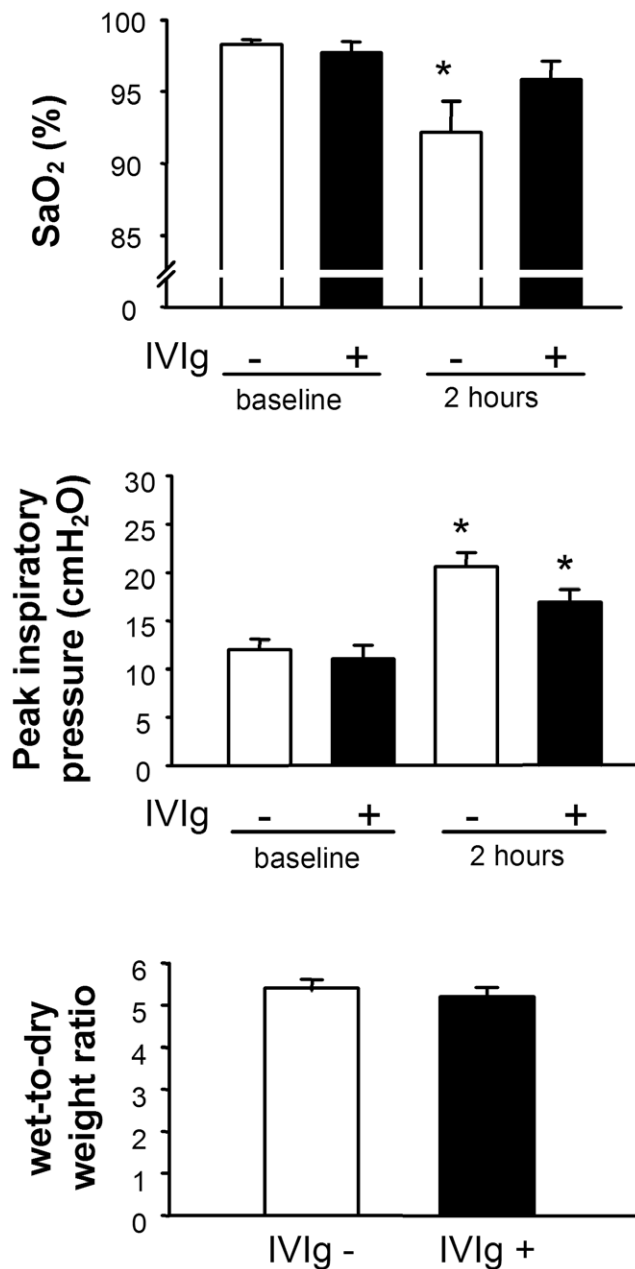 SaO₂ (%)
100
95
90
85
0
*
IVIg - + - +
baseline 2 hours
Peak inspiratory
pressure (cmH₂O)
30
25
20
15
10
5
0
* *
IVIg - + - +
baseline 2 hours
wet-to-dry
weight ratio
6
5
4
3
2
1
0
IVIg - IVIg +